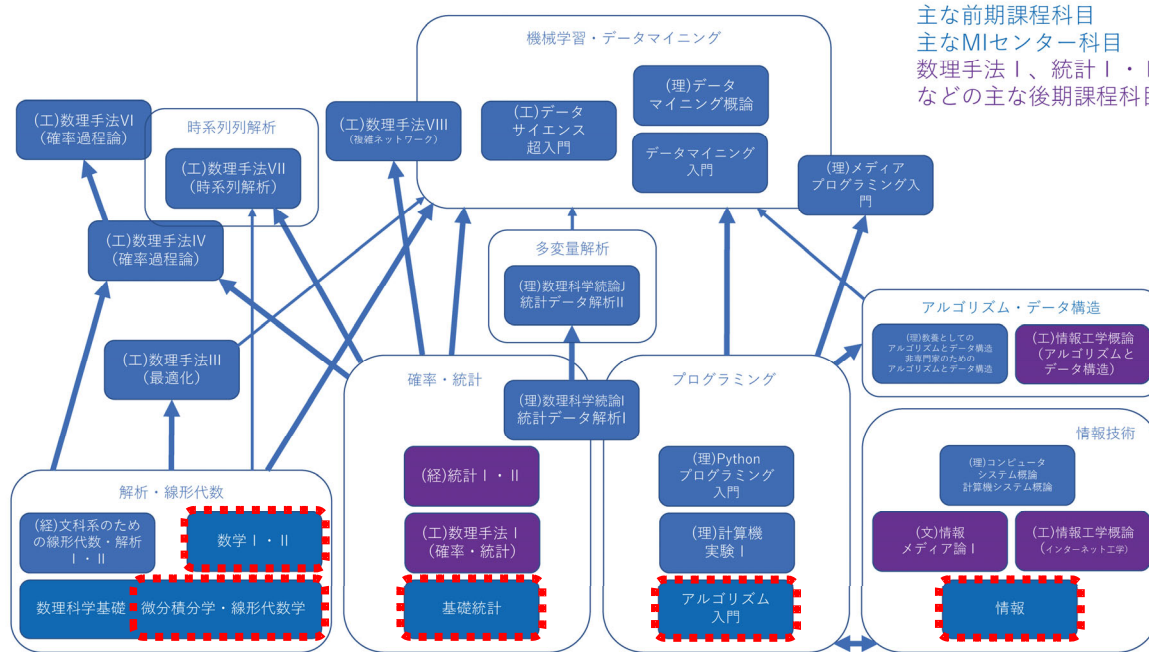 主な前期課程科目
主なMIセンター科目
数理手法Ⅰ、統計Ⅰ・
などの主な後期課程科目
機械学習・データマイニング
(理)データ
マイニング概論
(工)データ
サイエンス
超入門
データマイニング
入門
(工)数理手法VI
(確率過程論)
時系列列解析
(工)数理手法VII
(時系列解析)
(工)数理手法VIII
(複雑ネットワーク)
(理)メディア
プログラミング入
門
(工)数理手法IV
(確率過程論)
多変量解析
(理)数理科学続論J
統計データ解析II
アルゴリズム・データ構造
(理)教養としての
アルゴリズムとデータ構造
非専門家のための
アルゴリズムとデータ構造
(工)情報工学概論
(アルゴリズムと
データ構造)
(工)数理手法III
(最適化)
確率・統計
(理)数理科学続論I
統計データ解析I
プログラミング
(経)統計Ⅰ・Ⅱ
(工)数理手法Ⅰ
(確率・統計)
基礎統計
(理)Python
プログラミング
入門
(理)計算機
実験Ⅰ
アルゴリズム
入門
情報技術
(理)コンピュータ
システム概論
計算機システム概論
(文)情報
メディア論Ⅰ
(工)情報工学概論
(インターネット工学)
情報
解析・線形代数
(経)文科系のため
の線形代数・解析
Ⅰ・Ⅱ
数学Ⅰ・Ⅱ
数理科学基礎・微分積分学・線形代数学